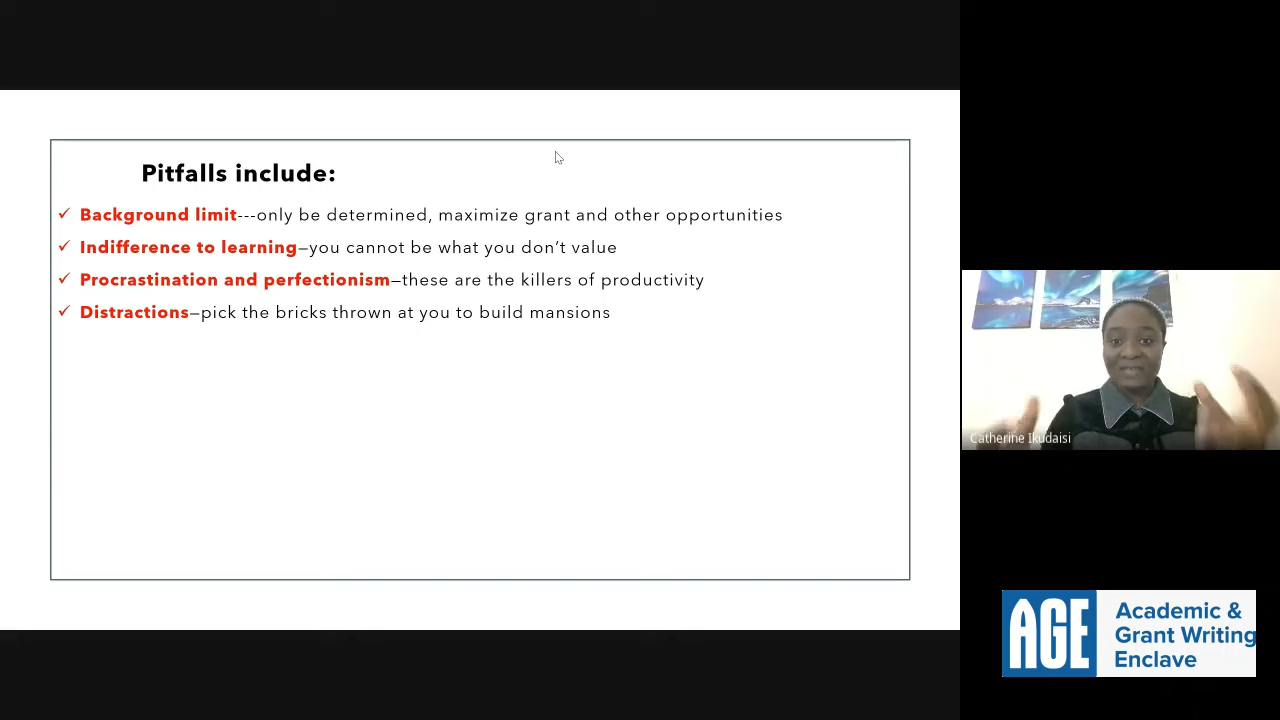 Pitfalls include:
✓ Background limit---only be determined, maximize grant and other opportunities
✓ Indifference to learning–you cannot be what you don’t value
✓ Procrastination and perfectionism–these are the killers of productivity
✓ Distractions–pick the bricks thrown at you to build mansions
Catherine Ikudaisi
AGE
Academic &
Grant Writing
Enclave